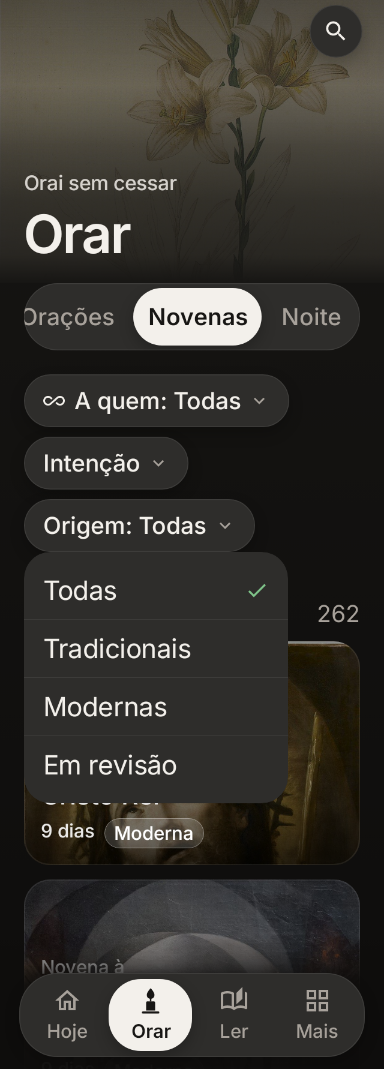 Orai sem cessar
Orar
Orações Novenas Noite
A quem: Todas
Intenção
Origem: Todas
Todas
262
Tradicionais
Modernas
Em revisão
9 dias Moderna
Novena à
Hoje Orar Ler Mais